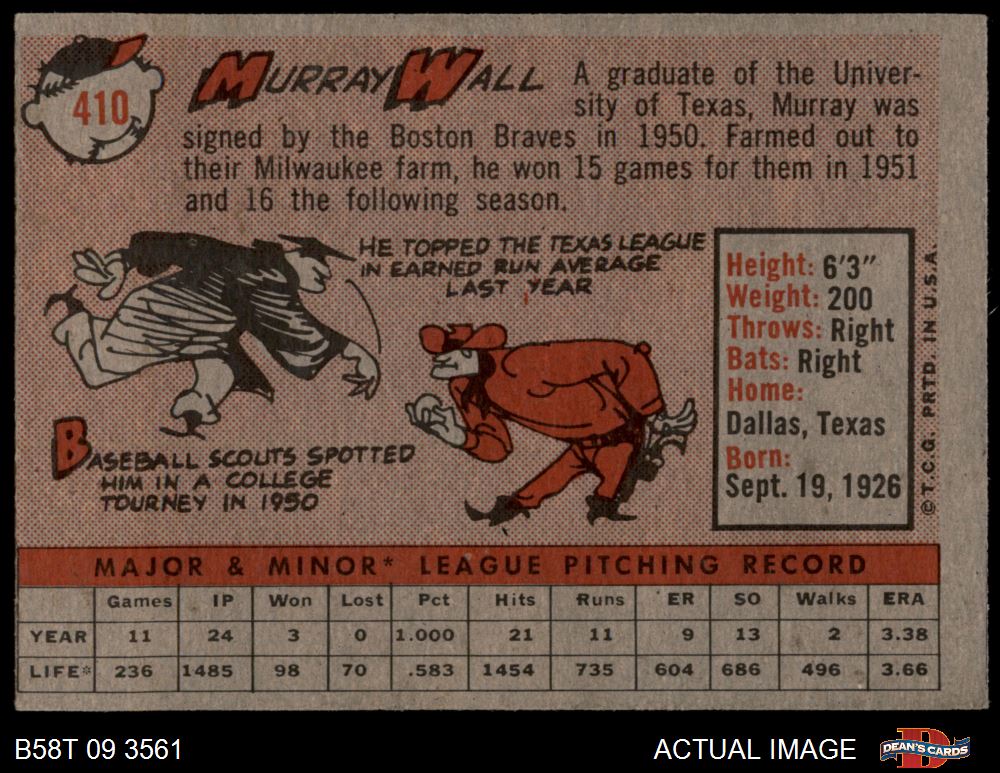 410
MURRAY WALL
A graduate of the Univer-
sity of Texas, Murray was
signed by the Boston Braves in 1950. Farmed out to
their Milwaukee farm, he won 15 games for them in 1951
and 16 the following season.
HE TOPPED THE TEXAS LEAGUE
IN EARNED RUN AVERAGE
LAST YEAR
BASEBALL SCOUTS SPOTTED
HIM IN A COLLEGE
TOURNEY IN 1950
Height: 6'3"
Weight: 200
Throws: Right
Bats: Right
Home:
Dallas, Texas
Born:
Sept. 19, 1926
© T.C.G. PRTD. IN U.S.A.
MAJOR & MINOR* LEAGUE PITCHING RECORD
Games IP Won Lost Pct Hits Runs ER SO Walks ERA
YEAR 11 24 3 0 1.000 21 11 9 13 2 3.38
LIFE* 236 1485 98 70 .583 1454 735 604 686 496 3.66
B58T 09 3561 ACTUAL IMAGE DEAN'S CARDS